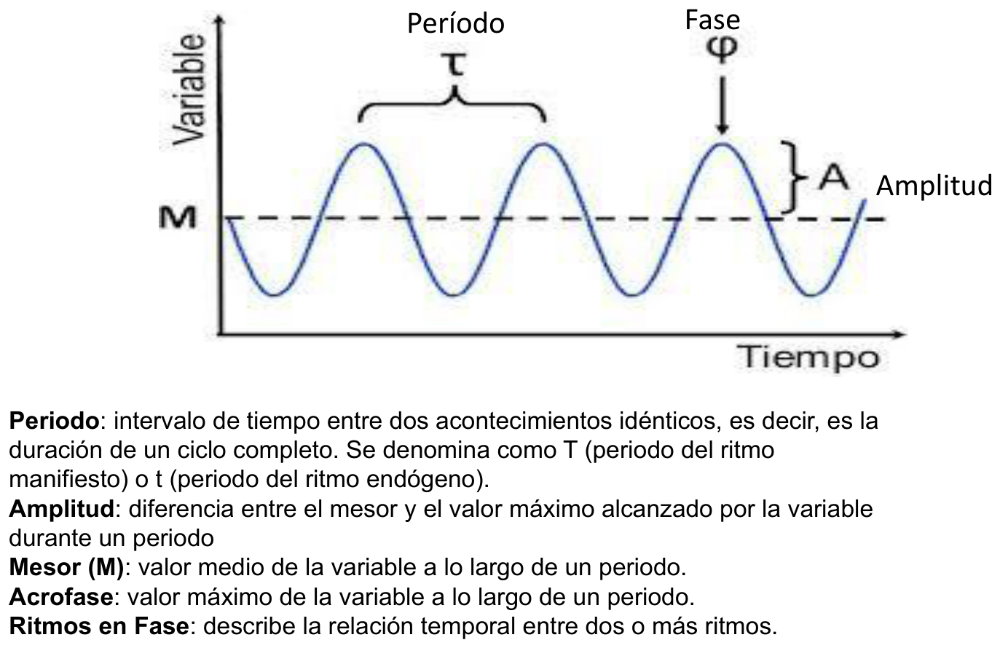 Período
Fase
τ
φ
Variable
A
Amplitud
M
Tiempo
Periodo: intervalo de tiempo entre dos acontecimientos idénticos, es decir, es la
duración de un ciclo completo. Se denomina como T (periodo del ritmo
manifiesto) o t (periodo del ritmo endógeno).
Amplitud: diferencia entre el mesor y el valor máximo alcanzado por la variable
durante un periodo
Mesor (M): valor medio de la variable a lo largo de un periodo.
Acrofase: valor máximo de la variable a lo largo de un periodo.
Ritmos en Fase: describe la relación temporal entre dos o más ritmos.